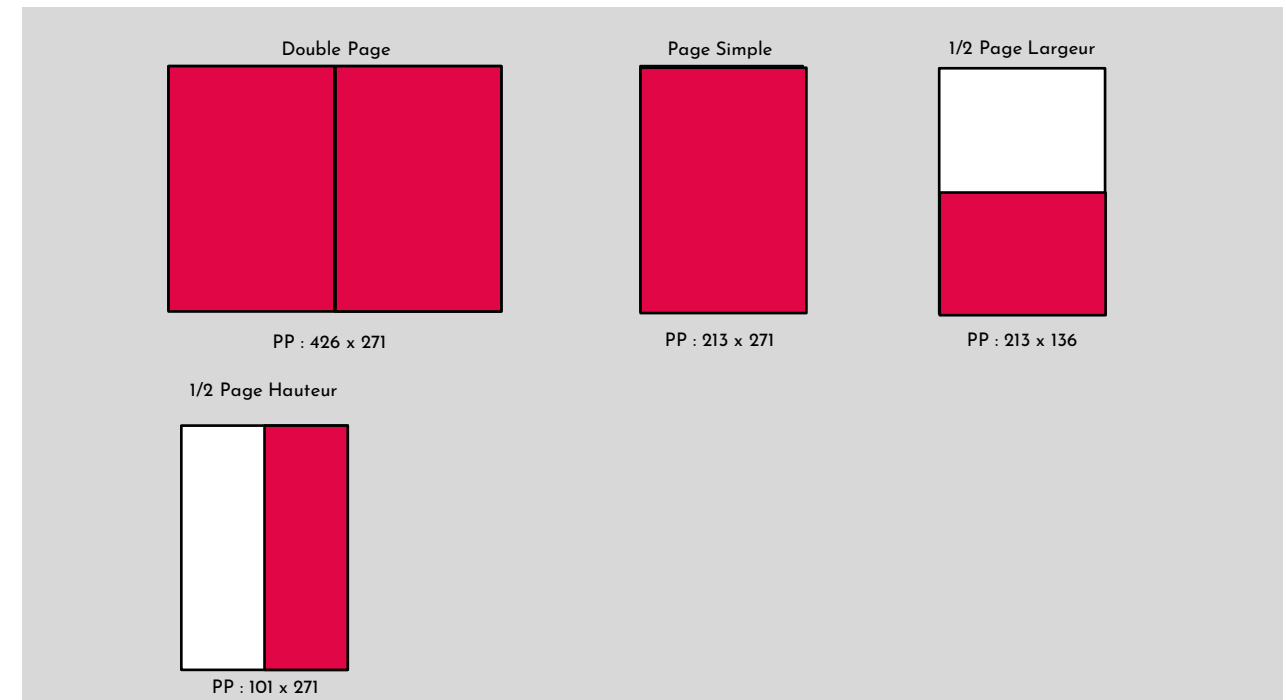 Double Page
Page Simple
1/2 Page Largeur
PP : 426 x 271
PP : 213 x 271
PP : 213 x 136
1/2 Page Hauteur
PP : 101 x 271